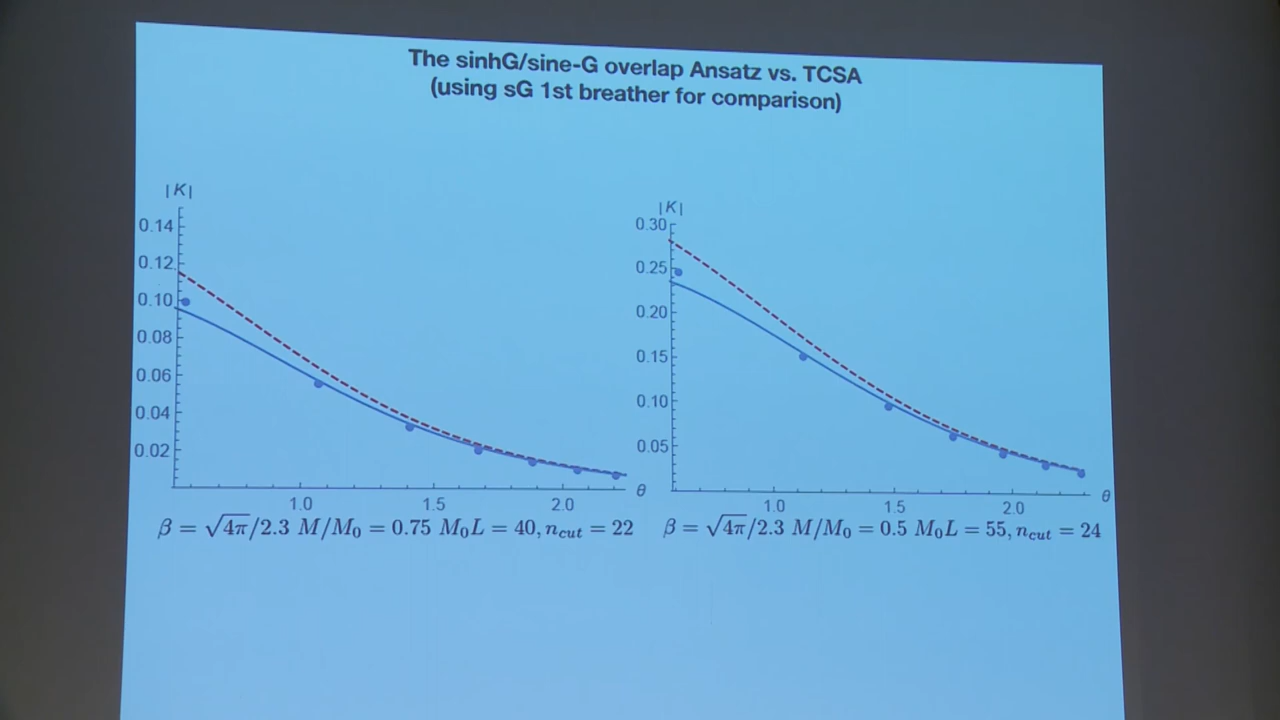 The sinhG/sine-G overlap Ansatz vs. TCSA
(using sG 1st breather for comparison)
|K|
0.14
0.12
0.10
0.08
0.06
0.04
0.02
1.0 1.5 2.0 θ
β = √4π/2.3 M/M₀ = 0.75 M₀L = 40, n_cut = 22
|K|
0.30
0.25
0.20
0.15
0.10
0.05
1.0 1.5 2.0 θ
β = √4π/2.3 M/M₀ = 0.5 M₀L = 55, n_cut = 24